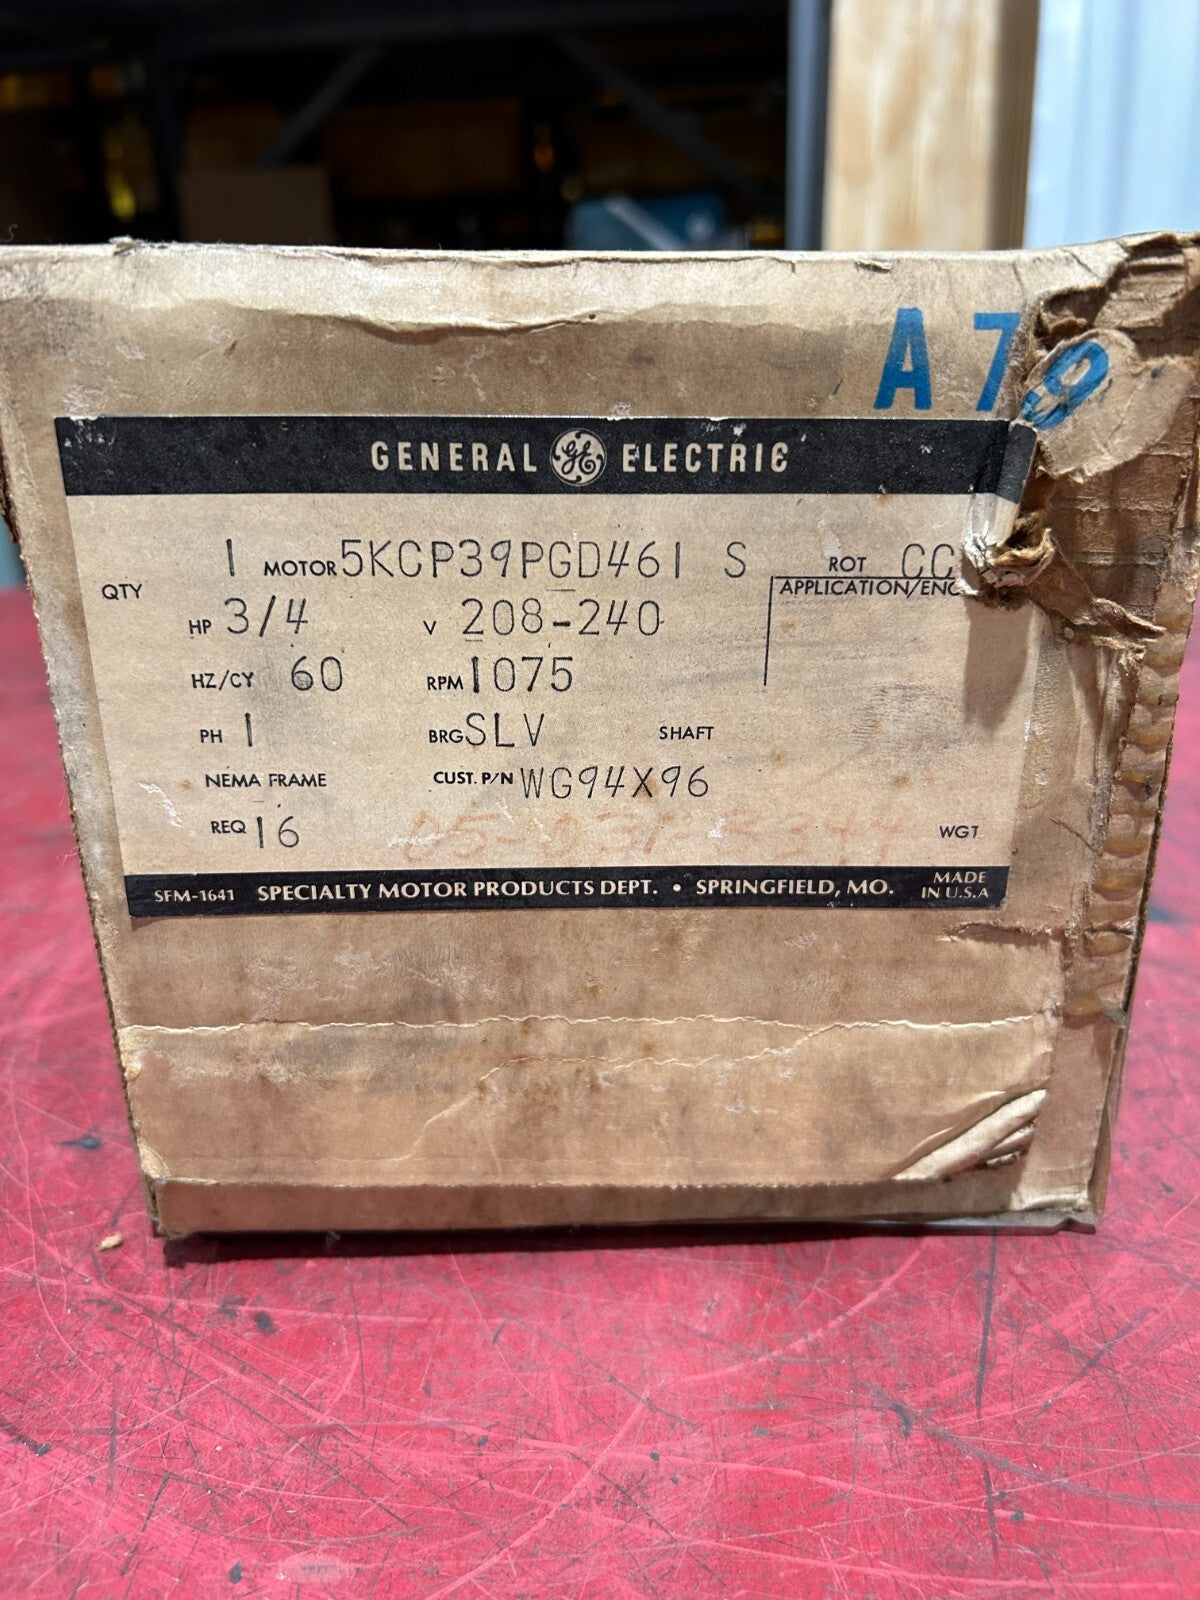 A 79
GENERAL GE ELECTRIC
QTY 1 MOTOR 5KCP39PGD461 S ROT CC
HP 3/4 V 208-240 APPLICATION/ENG
HZ/CY 60 RPM 1075
PH 1 BRG SLV SHAFT
NEMA FRAME CUST. P/N WG94X96
REQ 16 WGT
SFM-1641 SPECIALTY MOTOR PRODUCTS DEPT. • SPRINGFIELD, MO. MADE IN U.S.A